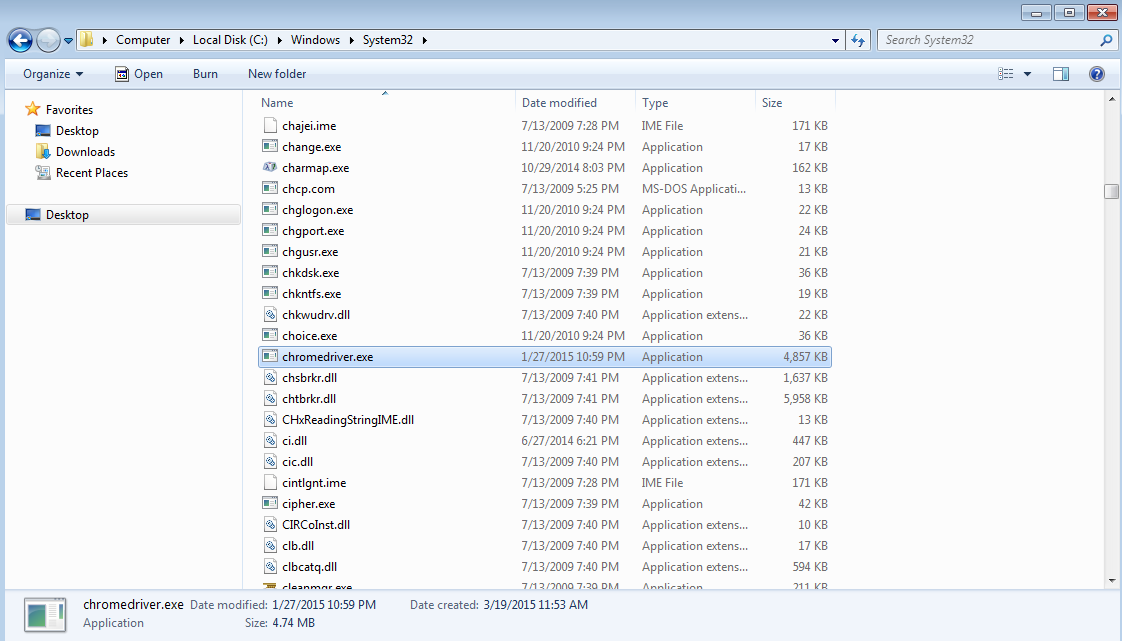 Computer Local Disk (C:) Windows System32 Search System32
Organize Open Burn New folder
Favorites
Desktop
Downloads
Recent Places
Desktop
Name Date modified Type Size
chajei.ime 7/13/2009 7:28 PM IME File 171 KB
change.exe 11/20/2010 9:24 PM Application 17 KB
charmap.exe 10/29/2014 8:03 PM Application 162 KB
chcp.com 7/13/2009 5:25 PM MS-DOS Applicati... 13 KB
chglogon.exe 11/20/2010 9:24 PM Application 22 KB
chgport.exe 11/20/2010 9:24 PM Application 24 KB
chgusr.exe 11/20/2010 9:24 PM Application 21 KB
chkdsk.exe 7/13/2009 7:39 PM Application 36 KB
chkntfs.exe 7/13/2009 7:39 PM Application 19 KB
chkwudrv.dll 7/13/2009 7:40 PM Application extens... 22 KB
choice.exe 11/20/2010 9:24 PM Application 36 KB
chromedriver.exe 1/27/2015 10:59 PM Application 4,857 KB
chsbrkr.dll 7/13/2009 7:41 PM Application extens... 1,637 KB
chtbrkr.dll 7/13/2009 7:41 PM Application extens... 5,958 KB
CHxReadingStringIME.dll 7/13/2009 7:40 PM Application extens... 13 KB
ci.dll 6/27/2014 6:21 PM Application extens... 447 KB
cic.dll 7/13/2009 7:40 PM Application extens... 207 KB
cintlgnt.ime 7/13/2009 7:28 PM IME File 171 KB
cipher.exe 7/13/2009 7:39 PM Application 42 KB
CIRCoInst.dll 7/13/2009 7:40 PM Application extens... 10 KB
clb.dll 7/13/2009 7:40 PM Application extens... 17 KB
clbcatq.dll 7/13/2009 7:40 PM Application extens... 594 KB
cleanmgr.exe 7/13/2009 7:39 PM Application 211 KB
chromedriver.exe Date modified: 1/27/2015 10:59 PM Date created: 3/19/2015 11:53 AM
Application Size: 4.74 MB